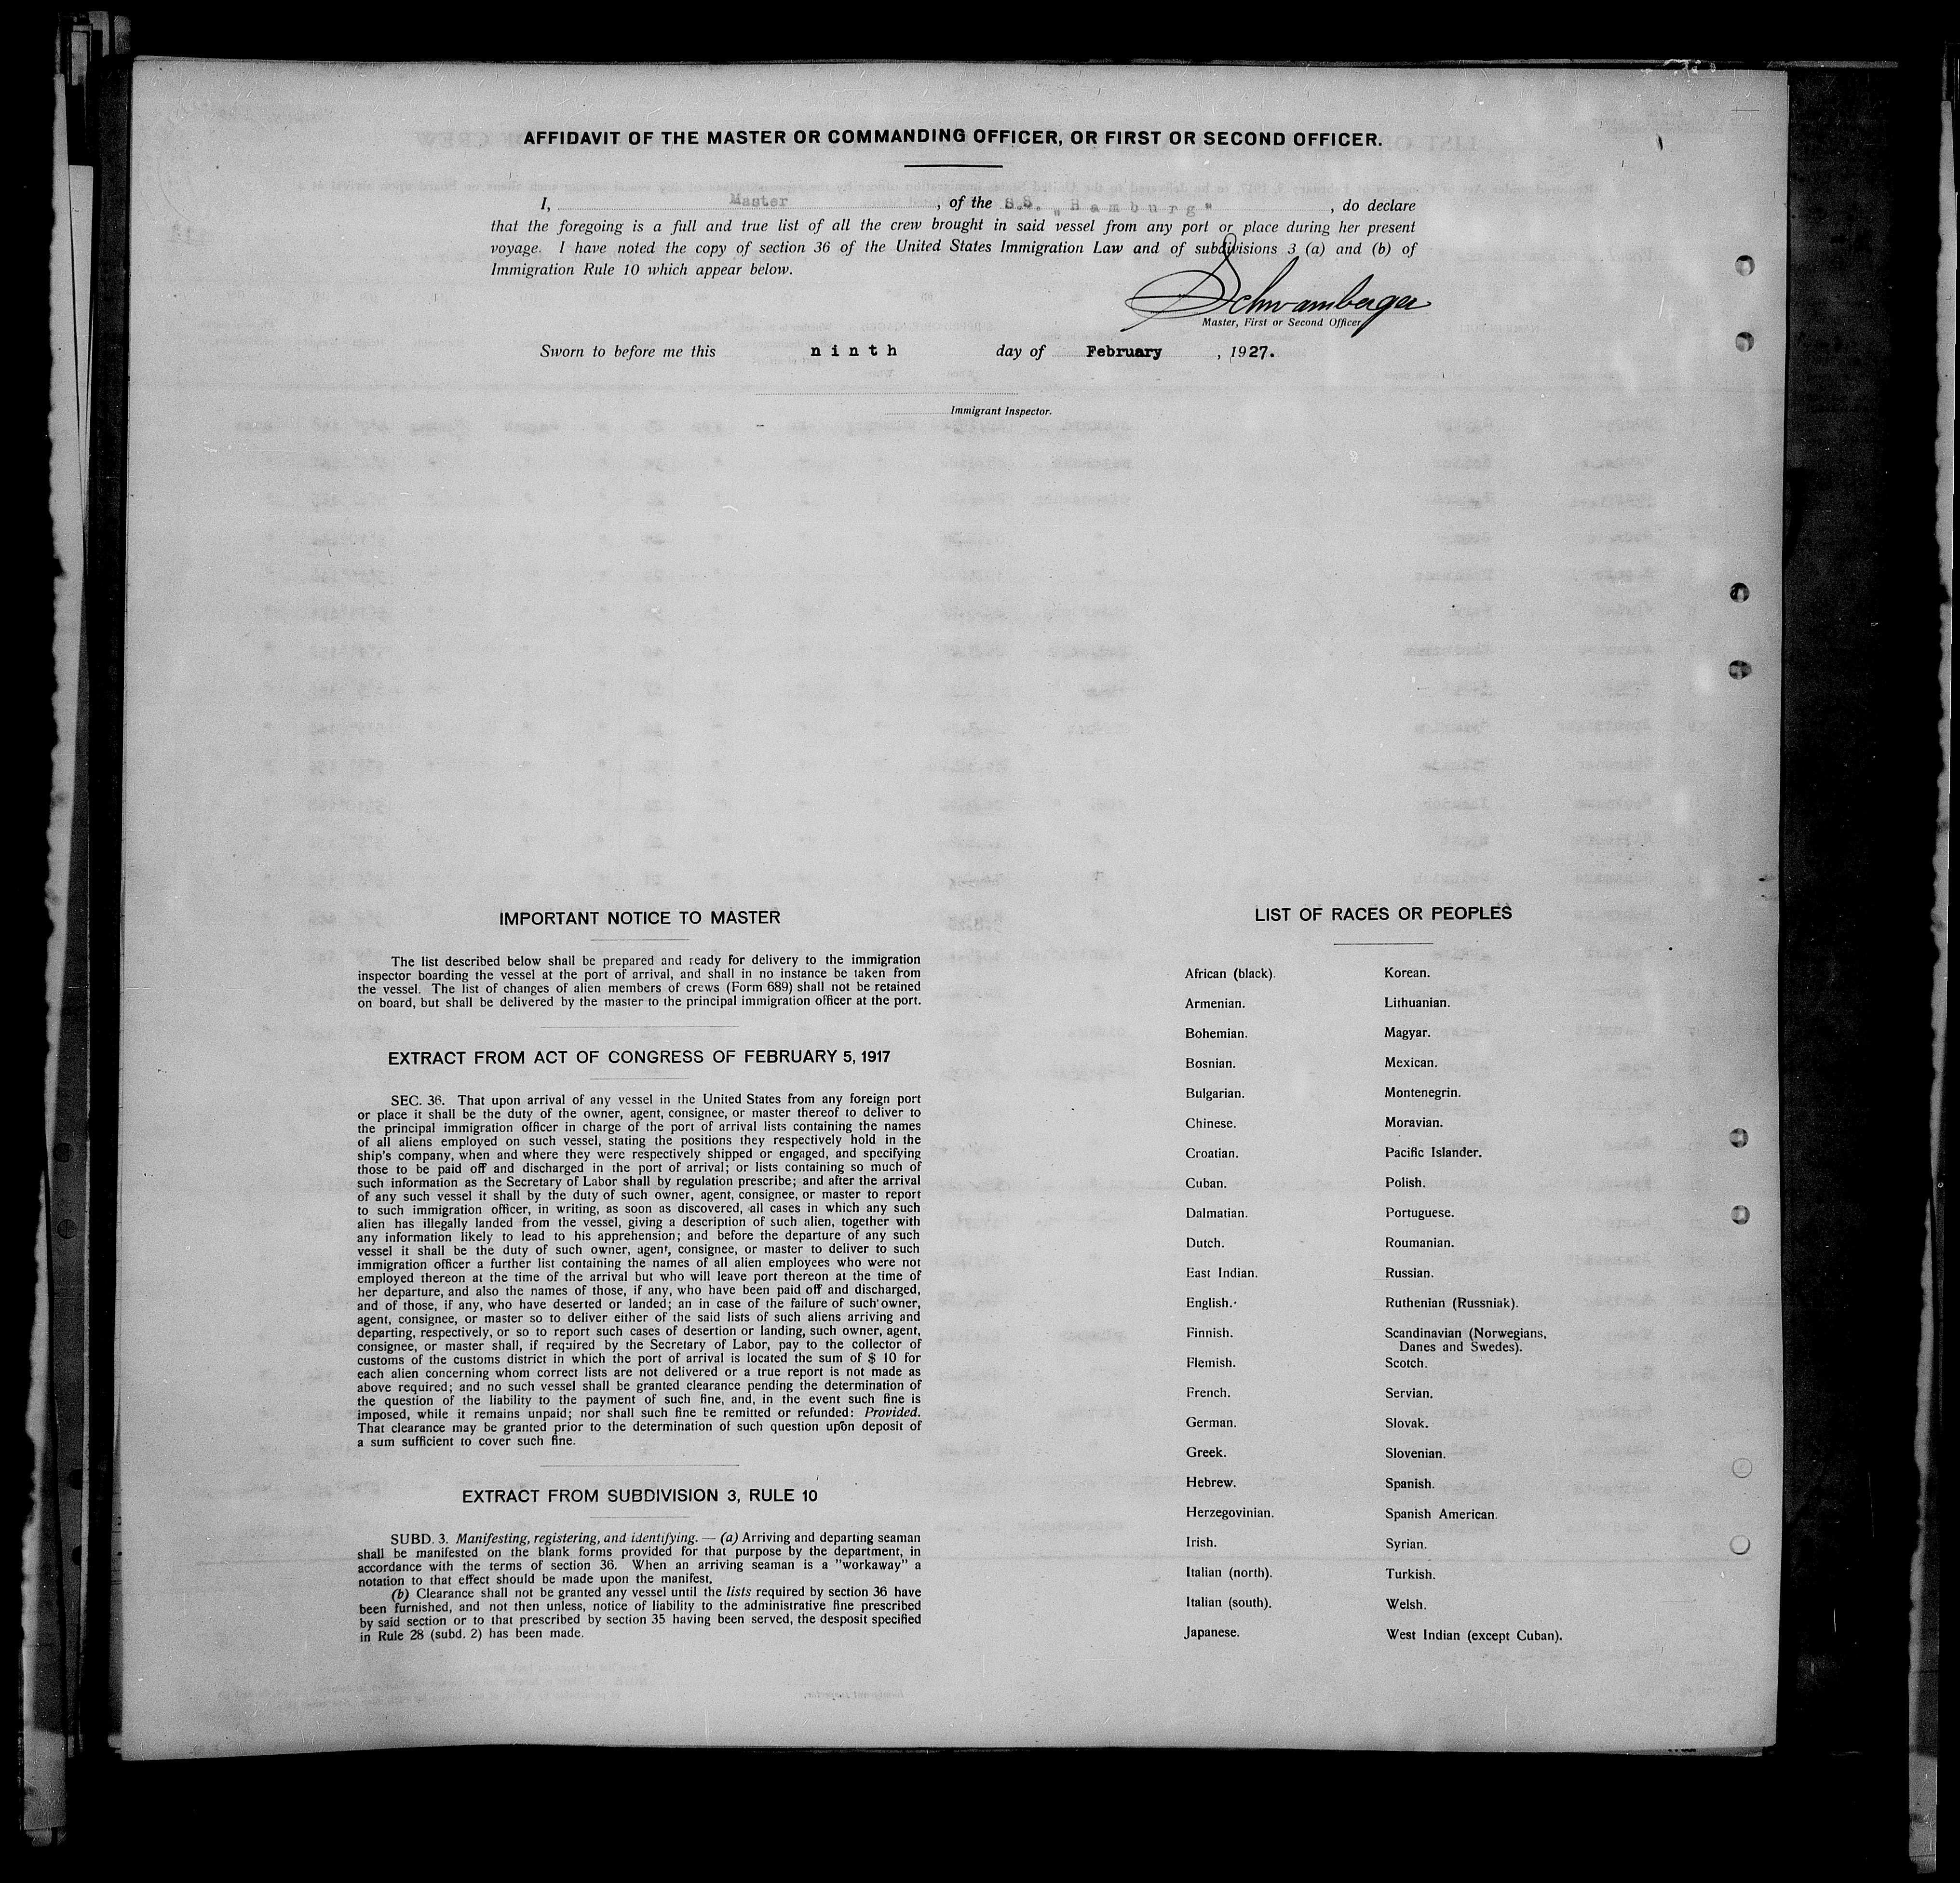 AFFIDAVIT OF THE MASTER OR COMMANDING OFFICER, OR FIRST OR SECOND OFFICER.
I, Master, of the S.S. „Hamburg", do declare
that the foregoing is a full and true list of all the crew brought in said vessel from any port or place during her present
voyage. I have noted the copy of section 36 of the United States Immigration Law and of subdivisions 3 (a) and (b) of
Immigration Rule 10 which appear below.
Schwamberger
Master, First or Second Officer
Sworn to before me this ninth day of February, 1927.
Immigrant Inspector.
IMPORTANT NOTICE TO MASTER
The list described below shall be prepared and ready for delivery to the immigration
inspector boarding the vessel at the port of arrival, and shall in no instance be taken from
the vessel. The list of changes of alien members of crews (Form 689) shall not be retained
on board, but shall be delivered by the master to the principal immigration officer at the port.
EXTRACT FROM ACT OF CONGRESS OF FEBRUARY 5, 1917
SEC. 36. That upon arrival of any vessel in the United States from any foreign port
or place it shall be the duty of the owner, agent, consignee, or master thereof to deliver to
the principal immigration officer in charge of the port of arrival lists containing the names
of all aliens employed on such vessel, stating the positions they respectively hold in the
ship's company, when and where they were respectively shipped or engaged, and specifying
those to be paid off and discharged in the port of arrival; or lists containing so much of
such information as the Secretary of Labor shall by regulation prescribe; and after the arrival
of any such vessel it shall by the duty of such owner, agent, consignee, or master to report
to such immigration officer, in writing, as soon as discovered, all cases in which any such
alien has illegally landed from the vessel, giving a description of such alien, together with
any information likely to lead to his apprehension; and before the departure of any such
vessel it shall be the duty of such owner, agent, consignee, or master to deliver to such
immigration officer a further list containing the names of all alien employees who were not
employed thereon at the time of the arrival but who will leave port thereon at the time of
her departure, and also the names of those, if any, who have been paid off and discharged,
and of those, if any, who have deserted or landed; an in case of the failure of such owner,
agent, consignee, or master so to deliver either of the said lists of such aliens arriving and
departing, respectively, or so to report such cases of desertion or landing, such owner, agent,
consignee, or master shall, if required by the Secretary of Labor, pay to the collector of
customs of the customs district in which the port of arrival is located the sum of $ 10 for
each alien concerning whom correct lists are not delivered or a true report is not made as
above required; and no such vessel shall be granted clearance pending the determination of
the question of the liability to the payment of such fine, and, in the event such fine is
imposed, while it remains unpaid; nor shall such fine be remitted or refunded: Provided.
That clearance may be granted prior to the determination of such question upon deposit of
a sum sufficient to cover such fine.
EXTRACT FROM SUBDIVISION 3, RULE 10
SUBD. 3. Manifesting, registering, and identifying. — (a) Arriving and departing seaman
shall be manifested on the blank forms provided for that purpose by the department, in
accordance with the terms of section 36. When an arriving seaman is a "workaway" a
notation to that effect should be made upon the manifest.
(b) Clearance shall not be granted any vessel until the lists required by section 36 have
been furnished, and not then unless, notice of liability to the administrative fine prescribed
by said section or to that prescribed by section 35 having been served, the desposit specified
in Rule 28 (subd. 2) has been made.
LIST OF RACES OR PEOPLES
African (black).
Armenian.
Bohemian.
Bosnian.
Bulgarian.
Chinese.
Croatian.
Cuban.
Dalmatian.
Dutch.
East Indian.
English.
Finnish.
Flemish.
French.
German.
Greek.
Hebrew.
Herzegovinian.
Irish.
Italian (north).
Italian (south).
Japanese.
Korean.
Lithuanian.
Magyar.
Mexican.
Montenegrin.
Moravian.
Pacific Islander.
Polish.
Portuguese.
Roumanian.
Russian.
Ruthenian (Russniak).
Scandinavian (Norwegians,
Danes and Swedes).
Scotch.
Servian.
Slovak.
Slovenian.
Spanish.
Spanish American.
Syrian.
Turkish.
Welsh.
West Indian (except Cuban).